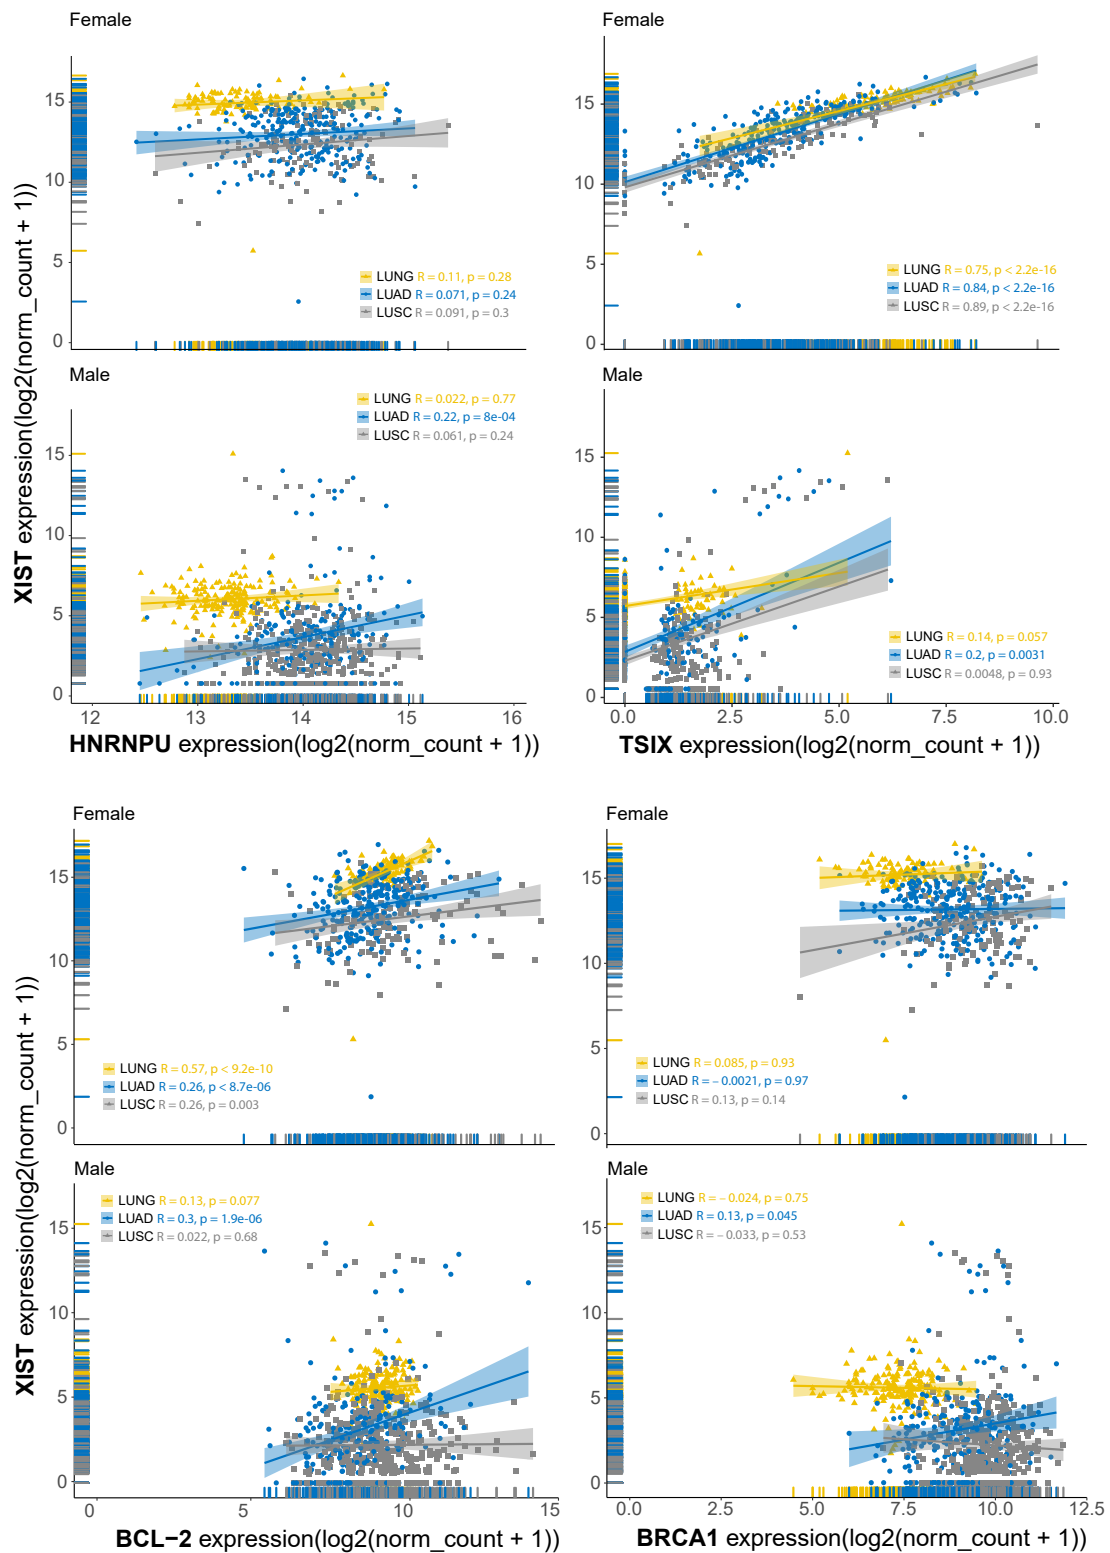 Female
15
10
5
0
LUNG R = 0.11, p = 0.28
LUAD R = 0.071, p = 0.24
LUSC R = 0.091, p = 0.3
Female
15
10
5
0
LUNG R = 0.75, p < 2.2e-16
LUAD R = 0.84, p < 2.2e-16
LUSC R = 0.89, p < 2.2e-16
XIST expression(log2(norm_count + 1))
Male
15
10
5
0
LUNG R = 0.022, p = 0.77
LUAD R = 0.22, p = 8e-04
LUSC R = 0.061, p = 0.24
12 13 14 15 16
HNRNPU expression(log2(norm_count + 1))
Male
15
10
5
0
LUNG R = 0.14, p = 0.057
LUAD R = 0.2, p = 0.0031
LUSC R = 0.0048, p = 0.93
0.0 2.5 5.0 7.5 10.0
TSIX expression(log2(norm_count + 1))
Female
15
10
5
0
LUNG R = 0.57, p < 9.2e-10
LUAD R = 0.26, p < 8.7e-06
LUSC R = 0.26, p = 0.003
Female
15
10
5
0
LUNG R = 0.085, p = 0.93
LUAD R = − 0.0021, p = 0.97
LUSC R = 0.13, p = 0.14
XIST expression(log2(norm_count + 1))
Male
15
10
5
0
LUNG R = 0.13, p = 0.077
LUAD R = 0.3, p = 1.9e-06
LUSC R = 0.022, p = 0.68
0 5 10 15
BCL−2 expression(log2(norm_count + 1))
Male
15
10
5
0
LUNG R = − 0.024, p = 0.75
LUAD R = 0.13, p = 0.045
LUSC R = − 0.033, p = 0.53
0.0 2.5 5.0 7.5 10.0 12.5
BRCA1 expression(log2(norm_count + 1))